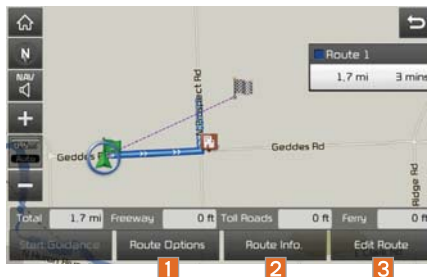 N
Route 1
NAV
1.7 mi 3 mins
N Prospect Rd
Geddes Rd
Geddes Rd
Auto
Ridge Rd
Total 1.7 mi Freeway 0 ft Toll Roads 0 ft Ferry 0 ft
Start Guidance Route Options Route Info. Edit Route
1 2 3